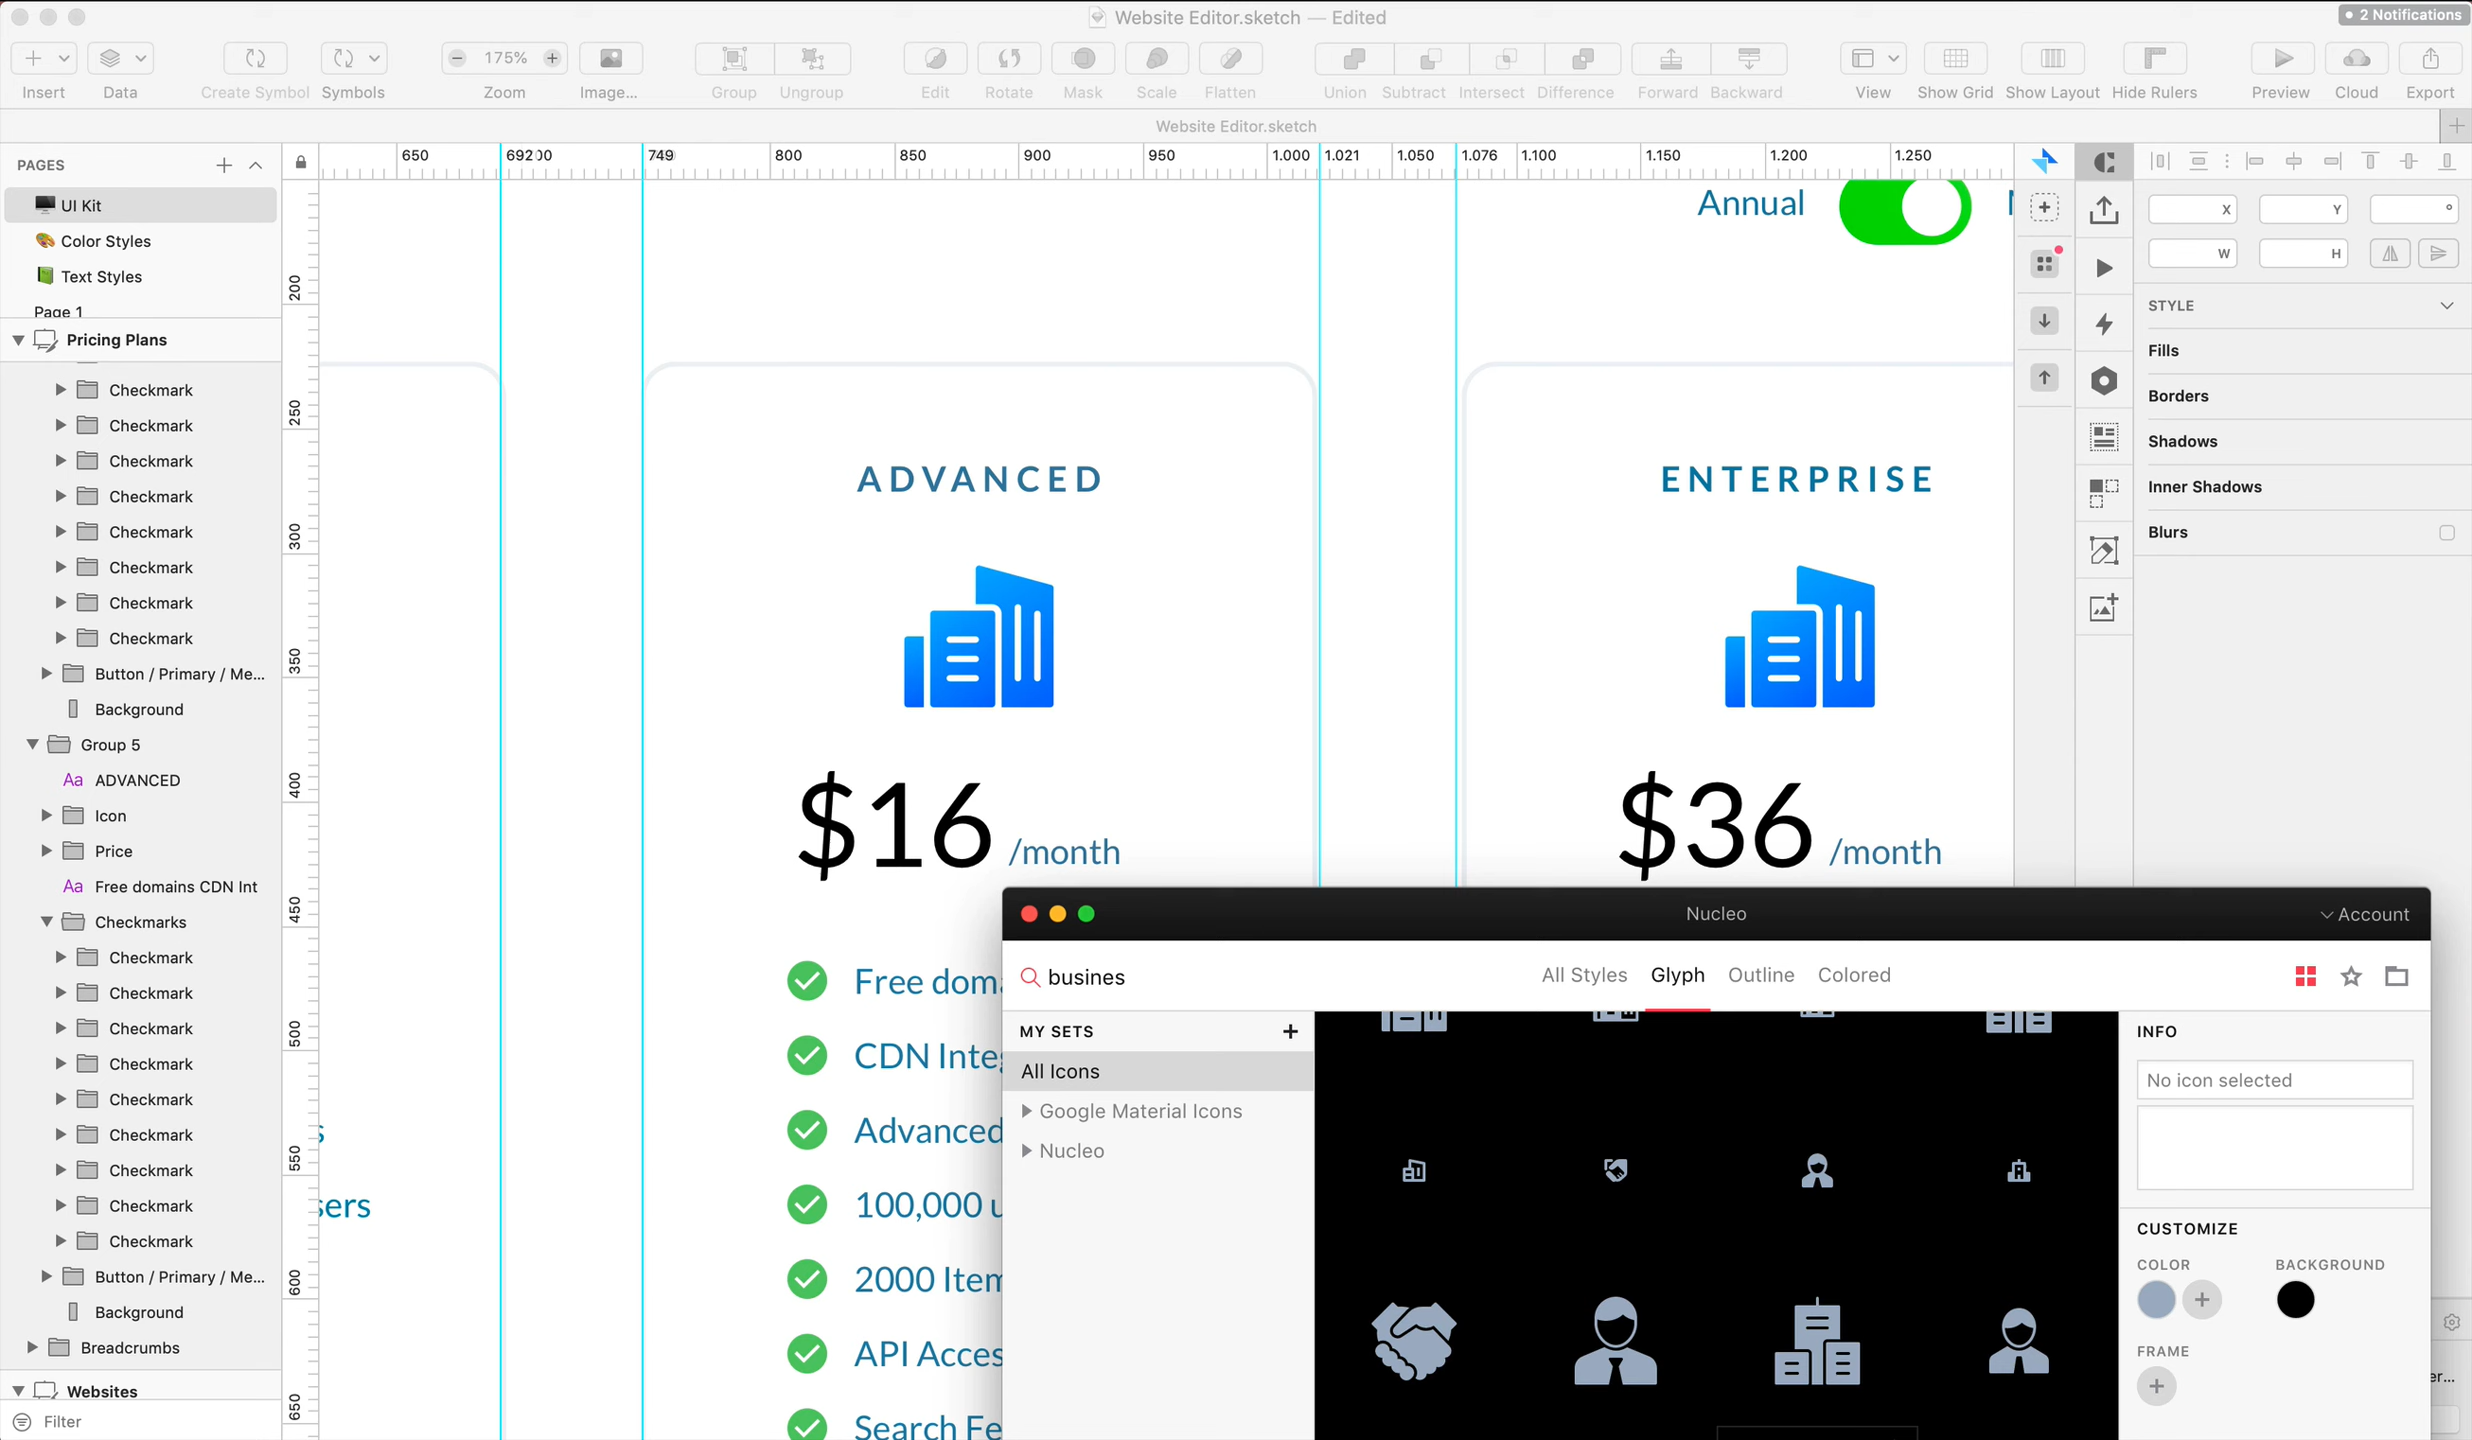 Website Editor.sketch — Edited
2 Notifications
175%
Insert
Data
Create Symbol
Symbols
Zoom
Image...
Group
Ungroup
Edit
Rotate
Mask
Scale
Flatten
Union
Subtract
Intersect
Difference
Forward
Backward
View
Show Grid
Show Layout
Hide Rulers
Preview
Cloud
Export
Website Editor.sketch
PAGES
UI Kit
Color Styles
Text Styles
Page 1
Pricing Plans
Checkmark
Checkmark
Checkmark
Checkmark
Checkmark
Checkmark
Checkmark
Checkmark
Button / Primary / Me...
Background
Group 5
Aa ADVANCED
Icon
Price
Aa Free domains CDN Int
Checkmarks
Checkmark
Checkmark
Checkmark
Checkmark
Checkmark
Checkmark
Checkmark
Checkmark
Checkmark
Button / Primary / Me...
Background
Breadcrumbs
Websites
Filter
650 692 749 800 850 900 950 1.000 1.021 1.050 1.076 1.100 1.150 1.200 1.250
200
250
300
350
400
450
500
550
600
650
Annual
ADVANCED
$16 /month
Free doma
CDN Integ
Advanced
100,000 u
2000 Item
API Acces
Search Fe
sers
ENTERPRISE
$36 /month
X
Y
°
W
H
STYLE
Fills
Borders
Shadows
Inner Shadows
Blurs
Nucleo
Account
busines
All Styles
Glyph
Outline
Colored
MY SETS
All Icons
Google Material Icons
Nucleo
INFO
No icon selected
CUSTOMIZE
COLOR
BACKGROUND
FRAME
er...